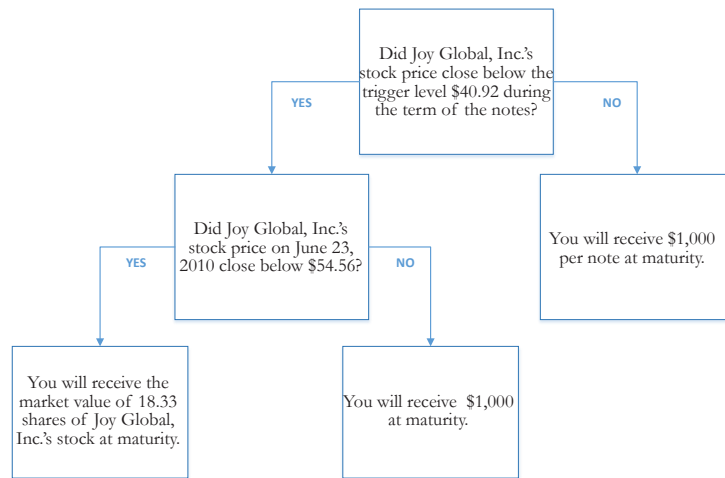 Did Joy Global, Inc.'s
stock price close below the
trigger level $40.92 during
the term of the notes?
YES
NO
Did Joy Global, Inc.'s
stock price on June 23,
2010 close below $54.56?
You will receive $1,000
per note at maturity.
YES
NO
You will receive the
market value of 18.33
shares of Joy Global,
Inc.'s stock at maturity.
You will receive $1,000
at maturity.